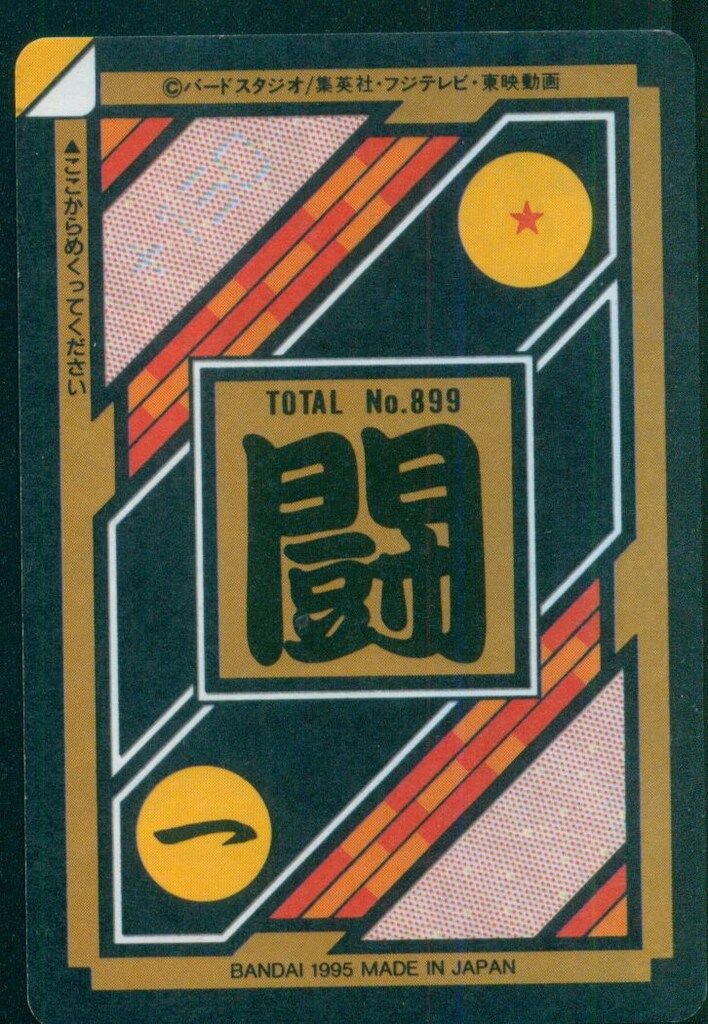 ©バードスタジオ/集英社・フジテレビ・東映動画
▲ここからめくってください
TOTAL No.899
闘
一
BANDAI 1995 MADE IN JAPAN